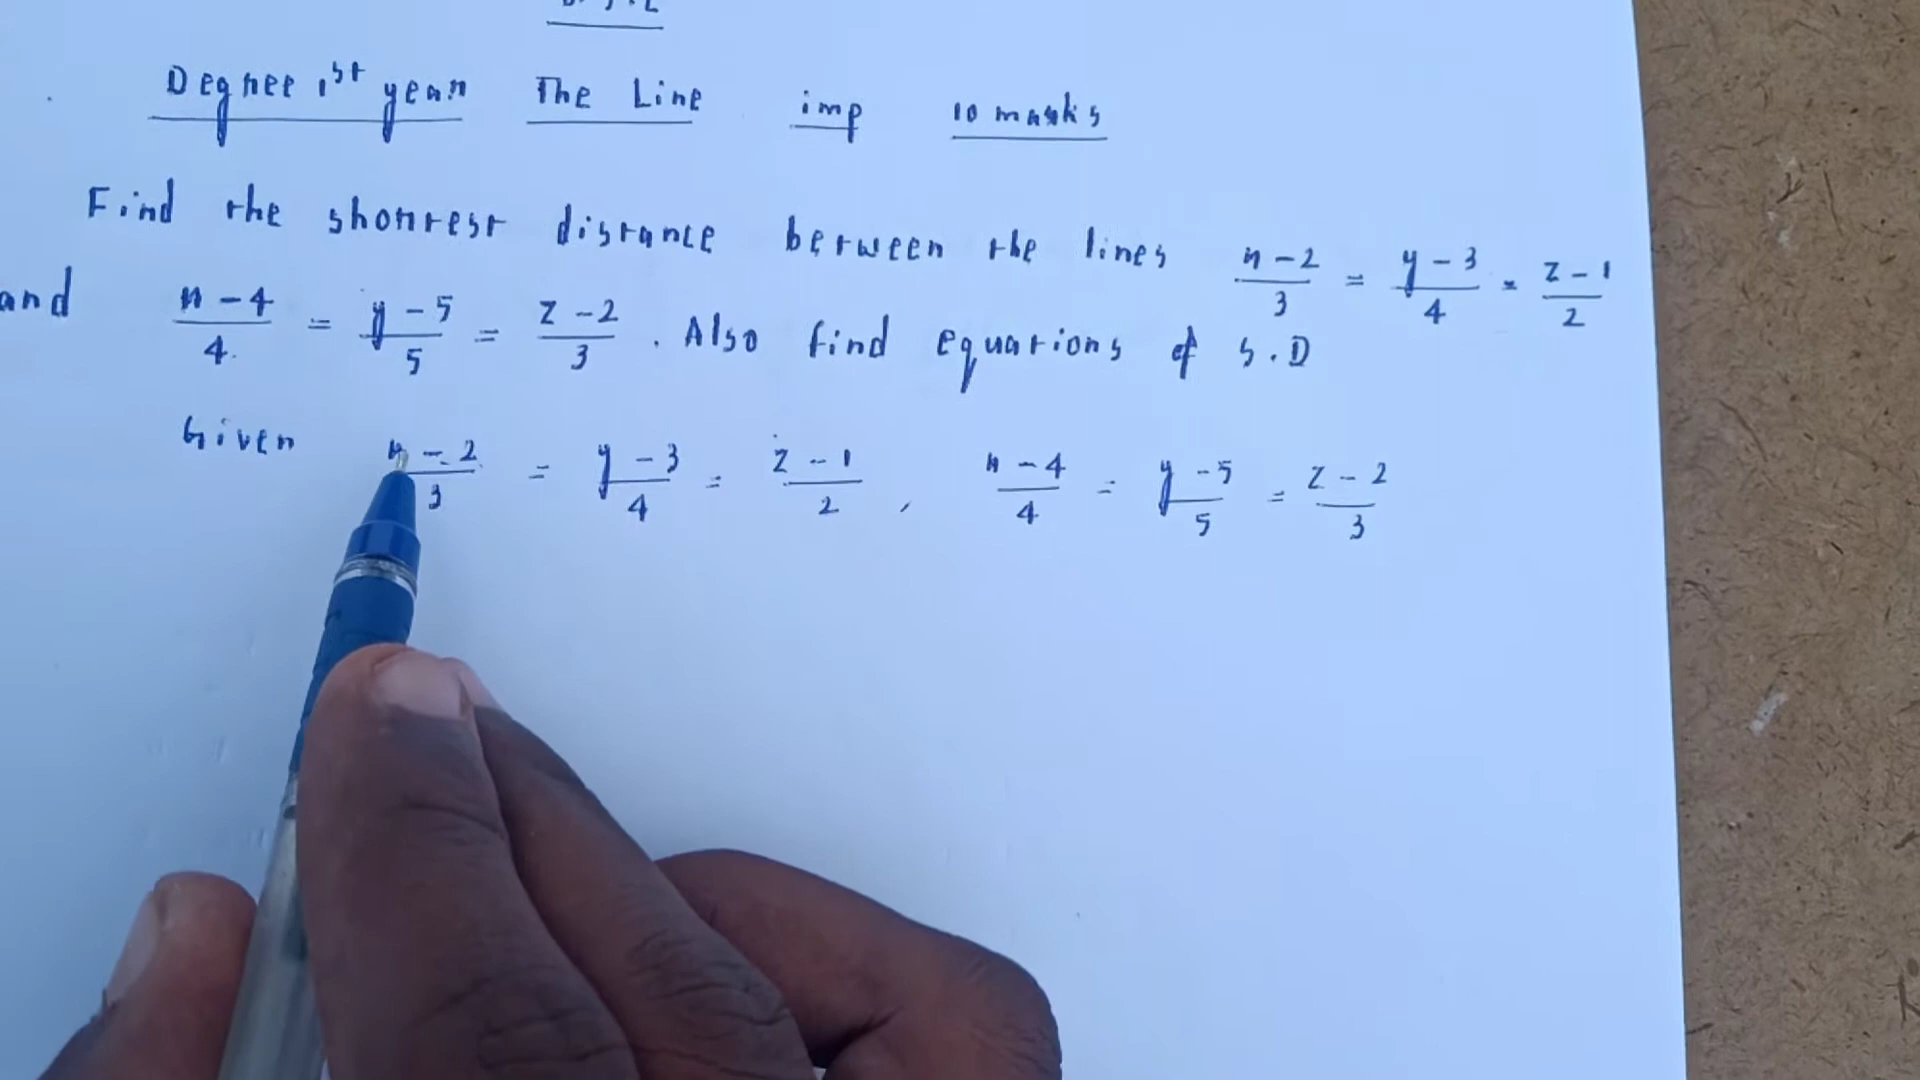 Degree 1st year The Line imp 10 marks
Find the shortest distance between the lines x-2/3 = y-3/4 = z-1/2
and x-4/4 = y-5/5 = z-2/3 . Also find equations of S.D
Given x-2/3 = y-3/4 = z-1/2 , x-4/4 = y-5/5 = z-2/3